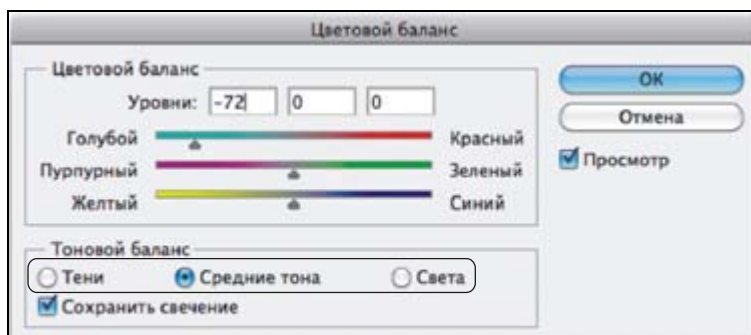 Цветовой баланс
Цветовой баланс
Уровни: -72 0 0
Голубой Красный
Пурпурный Зеленый
Желтый Синий
OK
Отмена
Просмотр
Тоновой баланс
Тени Средние тона Света
Сохранить свечение